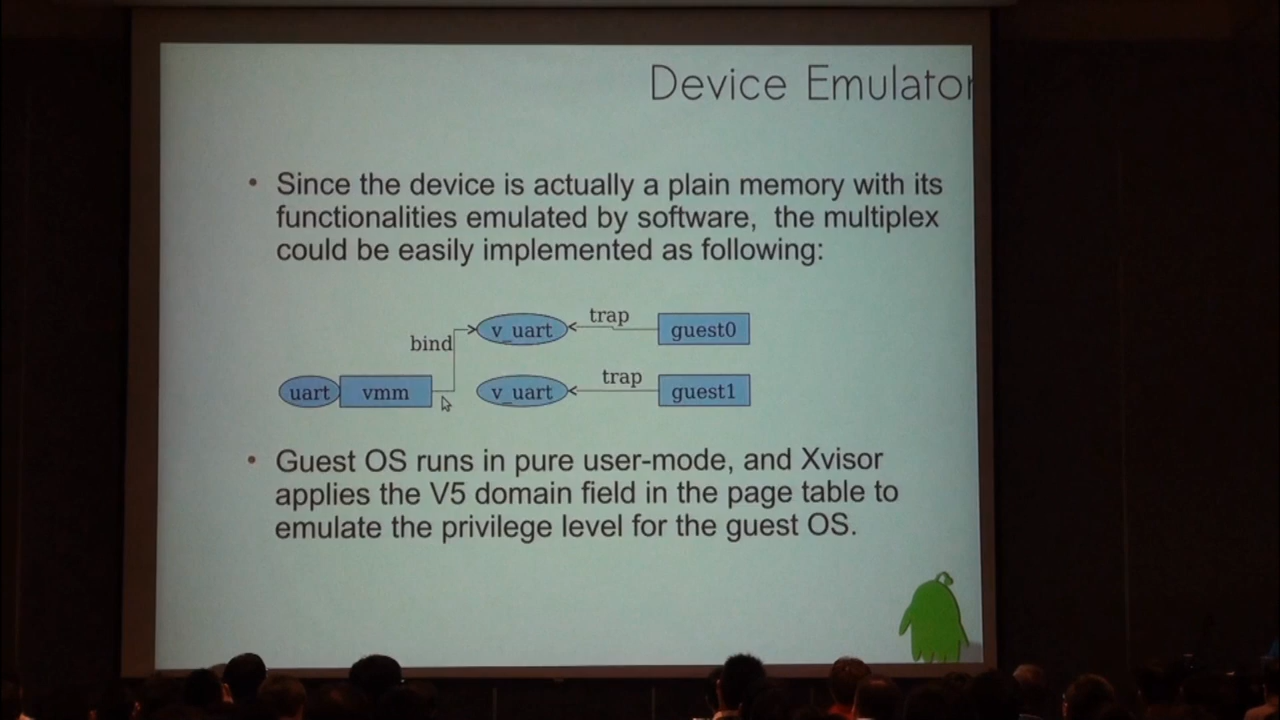 Device Emulator
• Since the device is actually a plain memory with its
functionalities emulated by software, the multiplex
could be easily implemented as following:
trap
v_uart
guest0
bind
trap
uart
vmm
v_uart
guest1
• Guest OS runs in pure user-mode, and Xvisor
applies the V5 domain field in the page table to
emulate the privilege level for the guest OS.